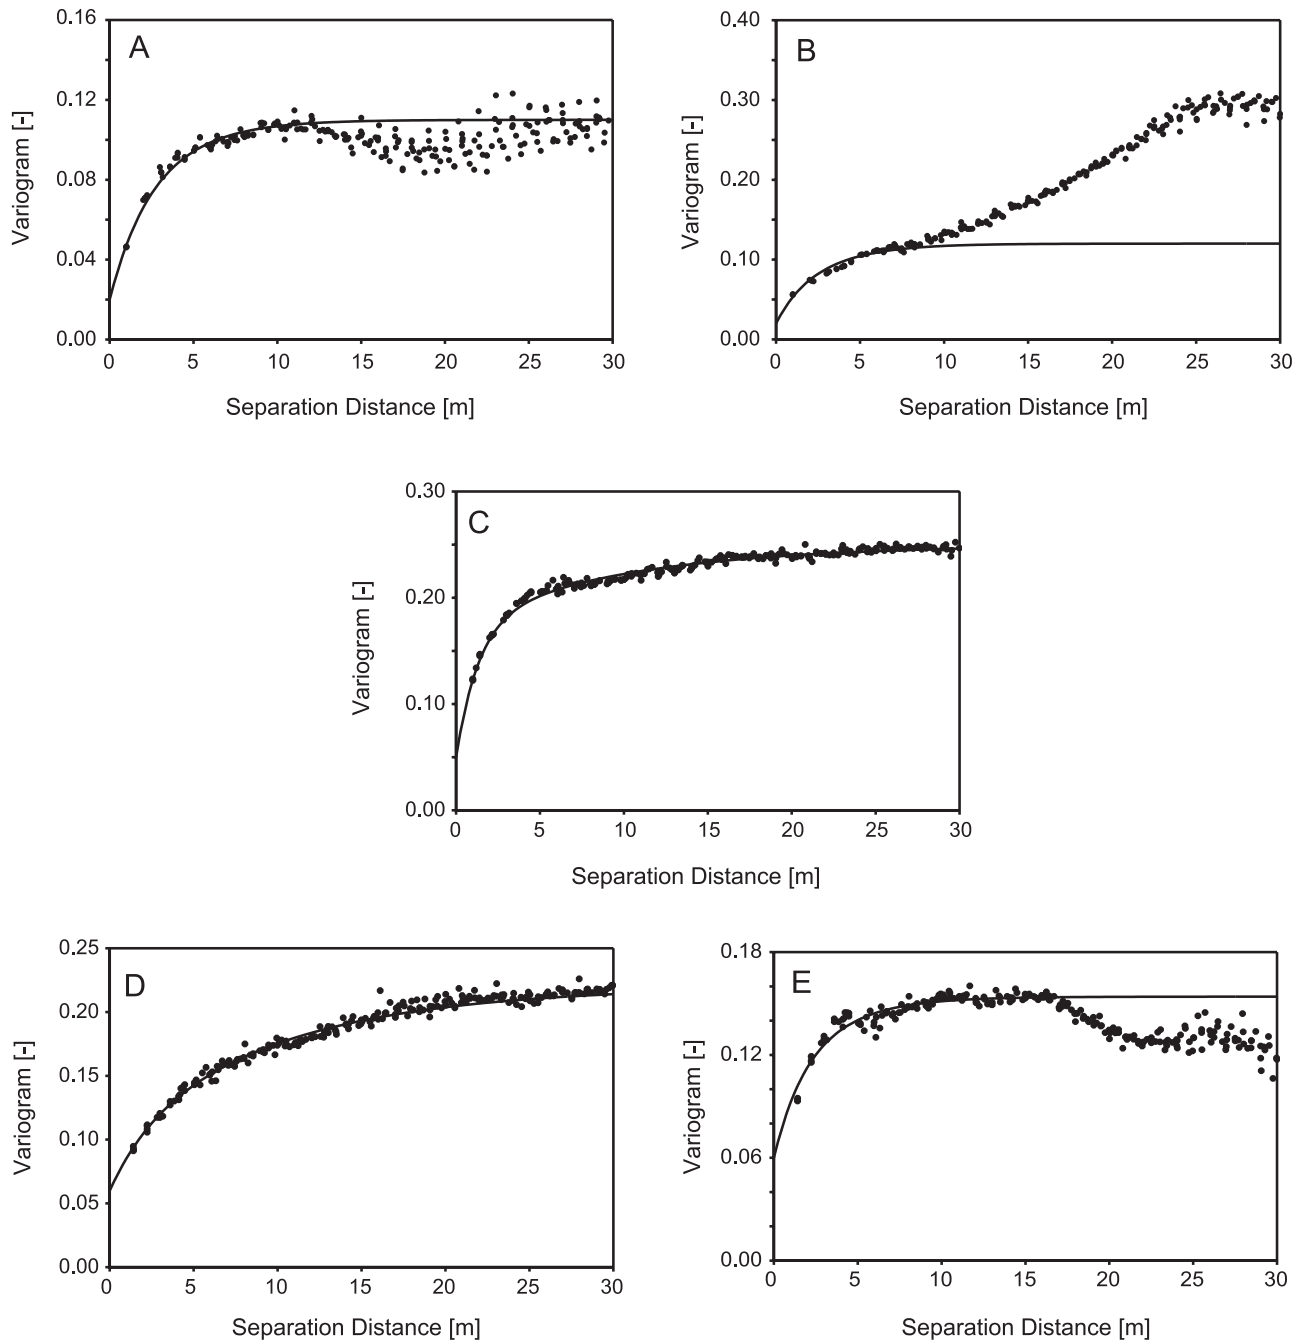 A
Variogram [-]
0.16
0.12
0.08
0.04
0.00
0 5 10 15 20 25 30
Separation Distance [m]
B
Variogram [-]
0.40
0.30
0.20
0.10
0.00
0 5 10 15 20 25 30
Separation Distance [m]
C
Variogram [-]
0.30
0.20
0.10
0.00
0 5 10 15 20 25 30
Separation Distance [m]
D
Variogram [-]
0.25
0.20
0.15
0.10
0.05
0.00
0 5 10 15 20 25 30
Separation Distance [m]
E
Variogram [-]
0.18
0.12
0.06
0.00
0 5 10 15 20 25 30
Separation Distance [m]